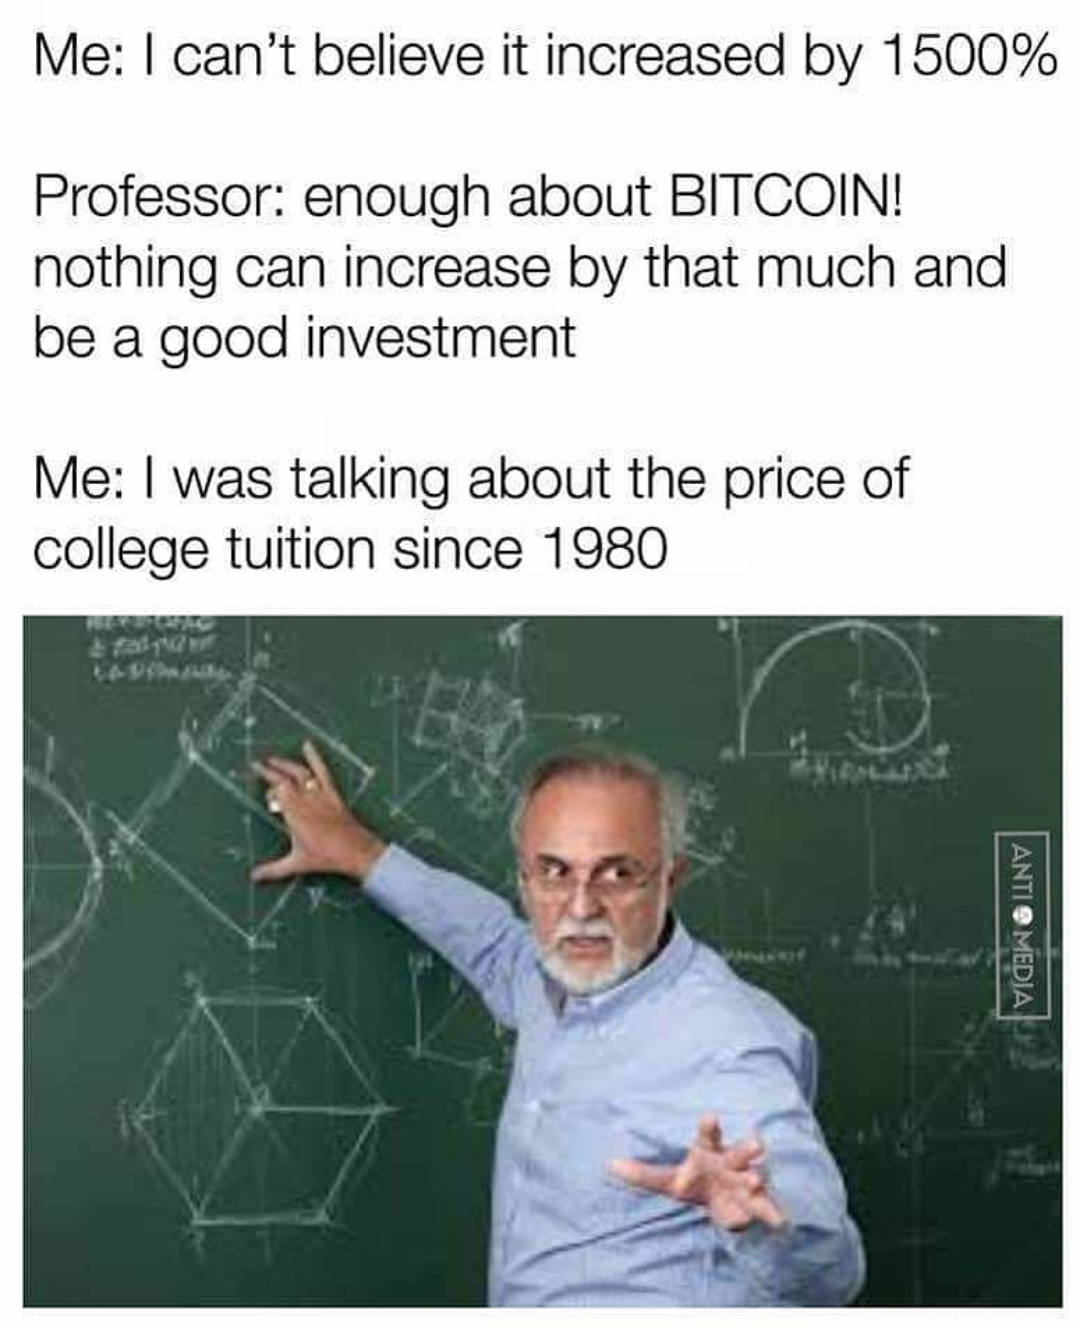 Me: I can't believe it increased by 1500%
Professor: enough about BITCOIN!
nothing can increase by that much and
be a good investment
Me: I was talking about the price of
college tuition since 1980
ANTI MEDIA